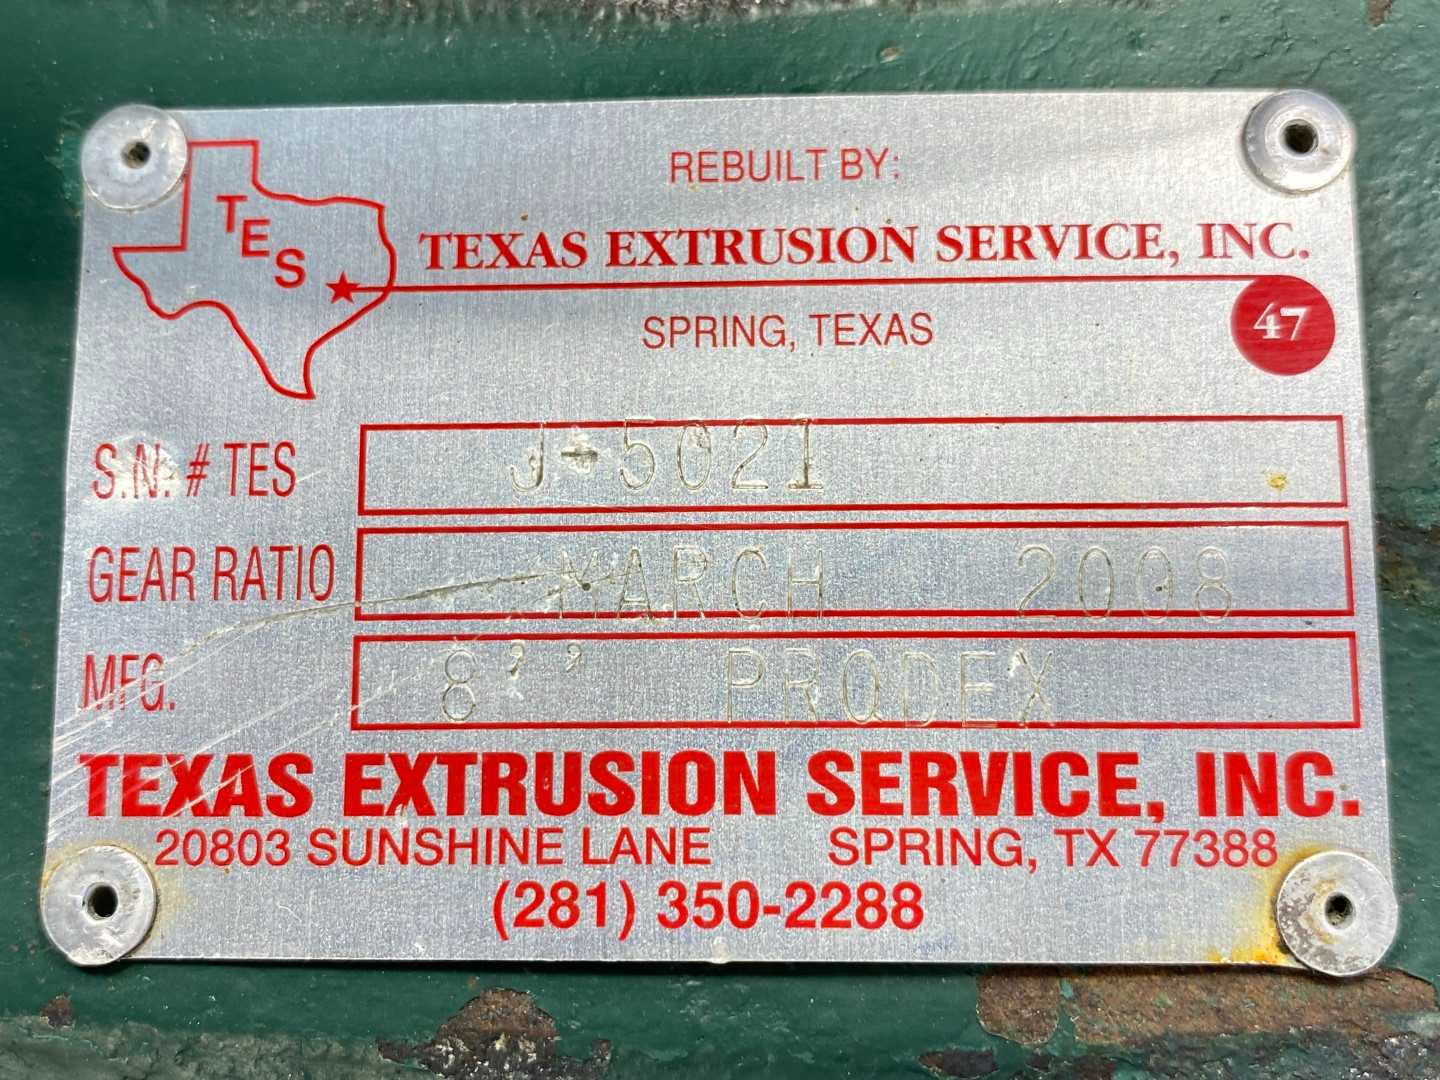 REBUILT BY:
TES
TEXAS EXTRUSION SERVICE, INC.
SPRING, TEXAS
47
S.N. # TES J-5021
GEAR RATIO MARCH 2008
MFG. 8'' PRODEX
TEXAS EXTRUSION SERVICE, INC.
20803 SUNSHINE LANE SPRING, TX 77388
(281) 350-2288